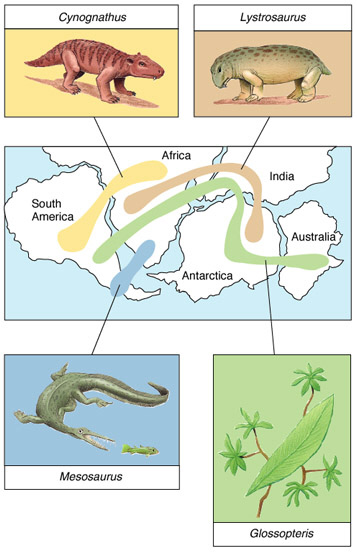 Cynognathus
Lystrosaurus
Africa
India
South
America
Australia
Antarctica
Mesosaurus
Glossopteris